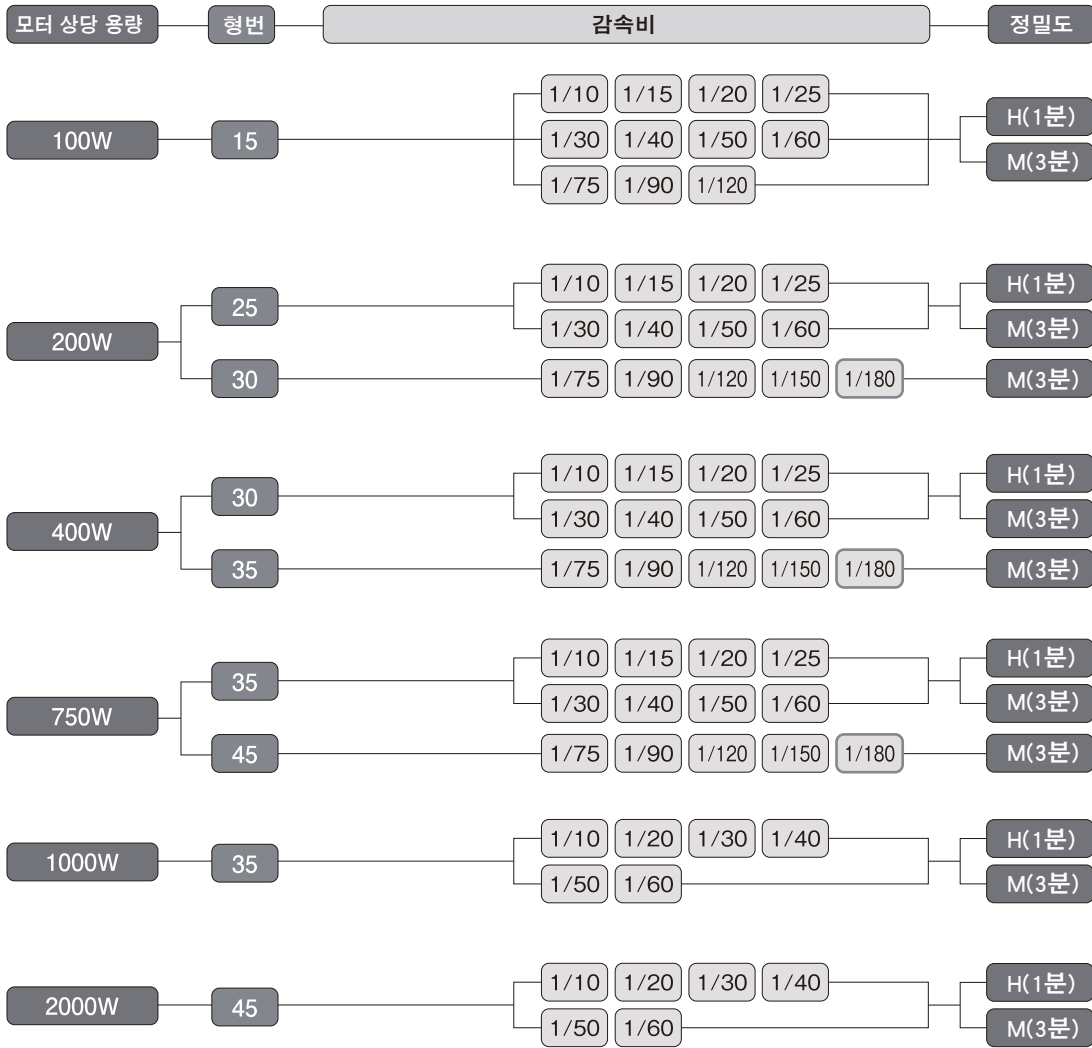 모터 상당 용량 형번 감속비 정밀도
1/10 1/15 1/20 1/25
H(1분)
100W 15 1/30 1/40 1/50 1/60
M(3분)
1/75 1/90 1/120
1/10 1/15 1/20 1/25 H(1분)
25
1/30 1/40 1/50 1/60 M(3분)
200W
30 1/75 1/90 1/120 1/150 1/180 M(3분)
1/10 1/15 1/20 1/25 H(1분)
30
1/30 1/40 1/50 1/60 M(3분)
400W
35 1/75 1/90 1/120 1/150 1/180 M(3분)
1/10 1/15 1/20 1/25 H(1분)
35
1/30 1/40 1/50 1/60 M(3분)
750W
45 1/75 1/90 1/120 1/150 1/180 M(3분)
1/10 1/20 1/30 1/40 H(1분)
1000W 35
1/50 1/60 M(3분)
1/10 1/20 1/30 1/40 H(1분)
2000W 45
1/50 1/60 M(3분)